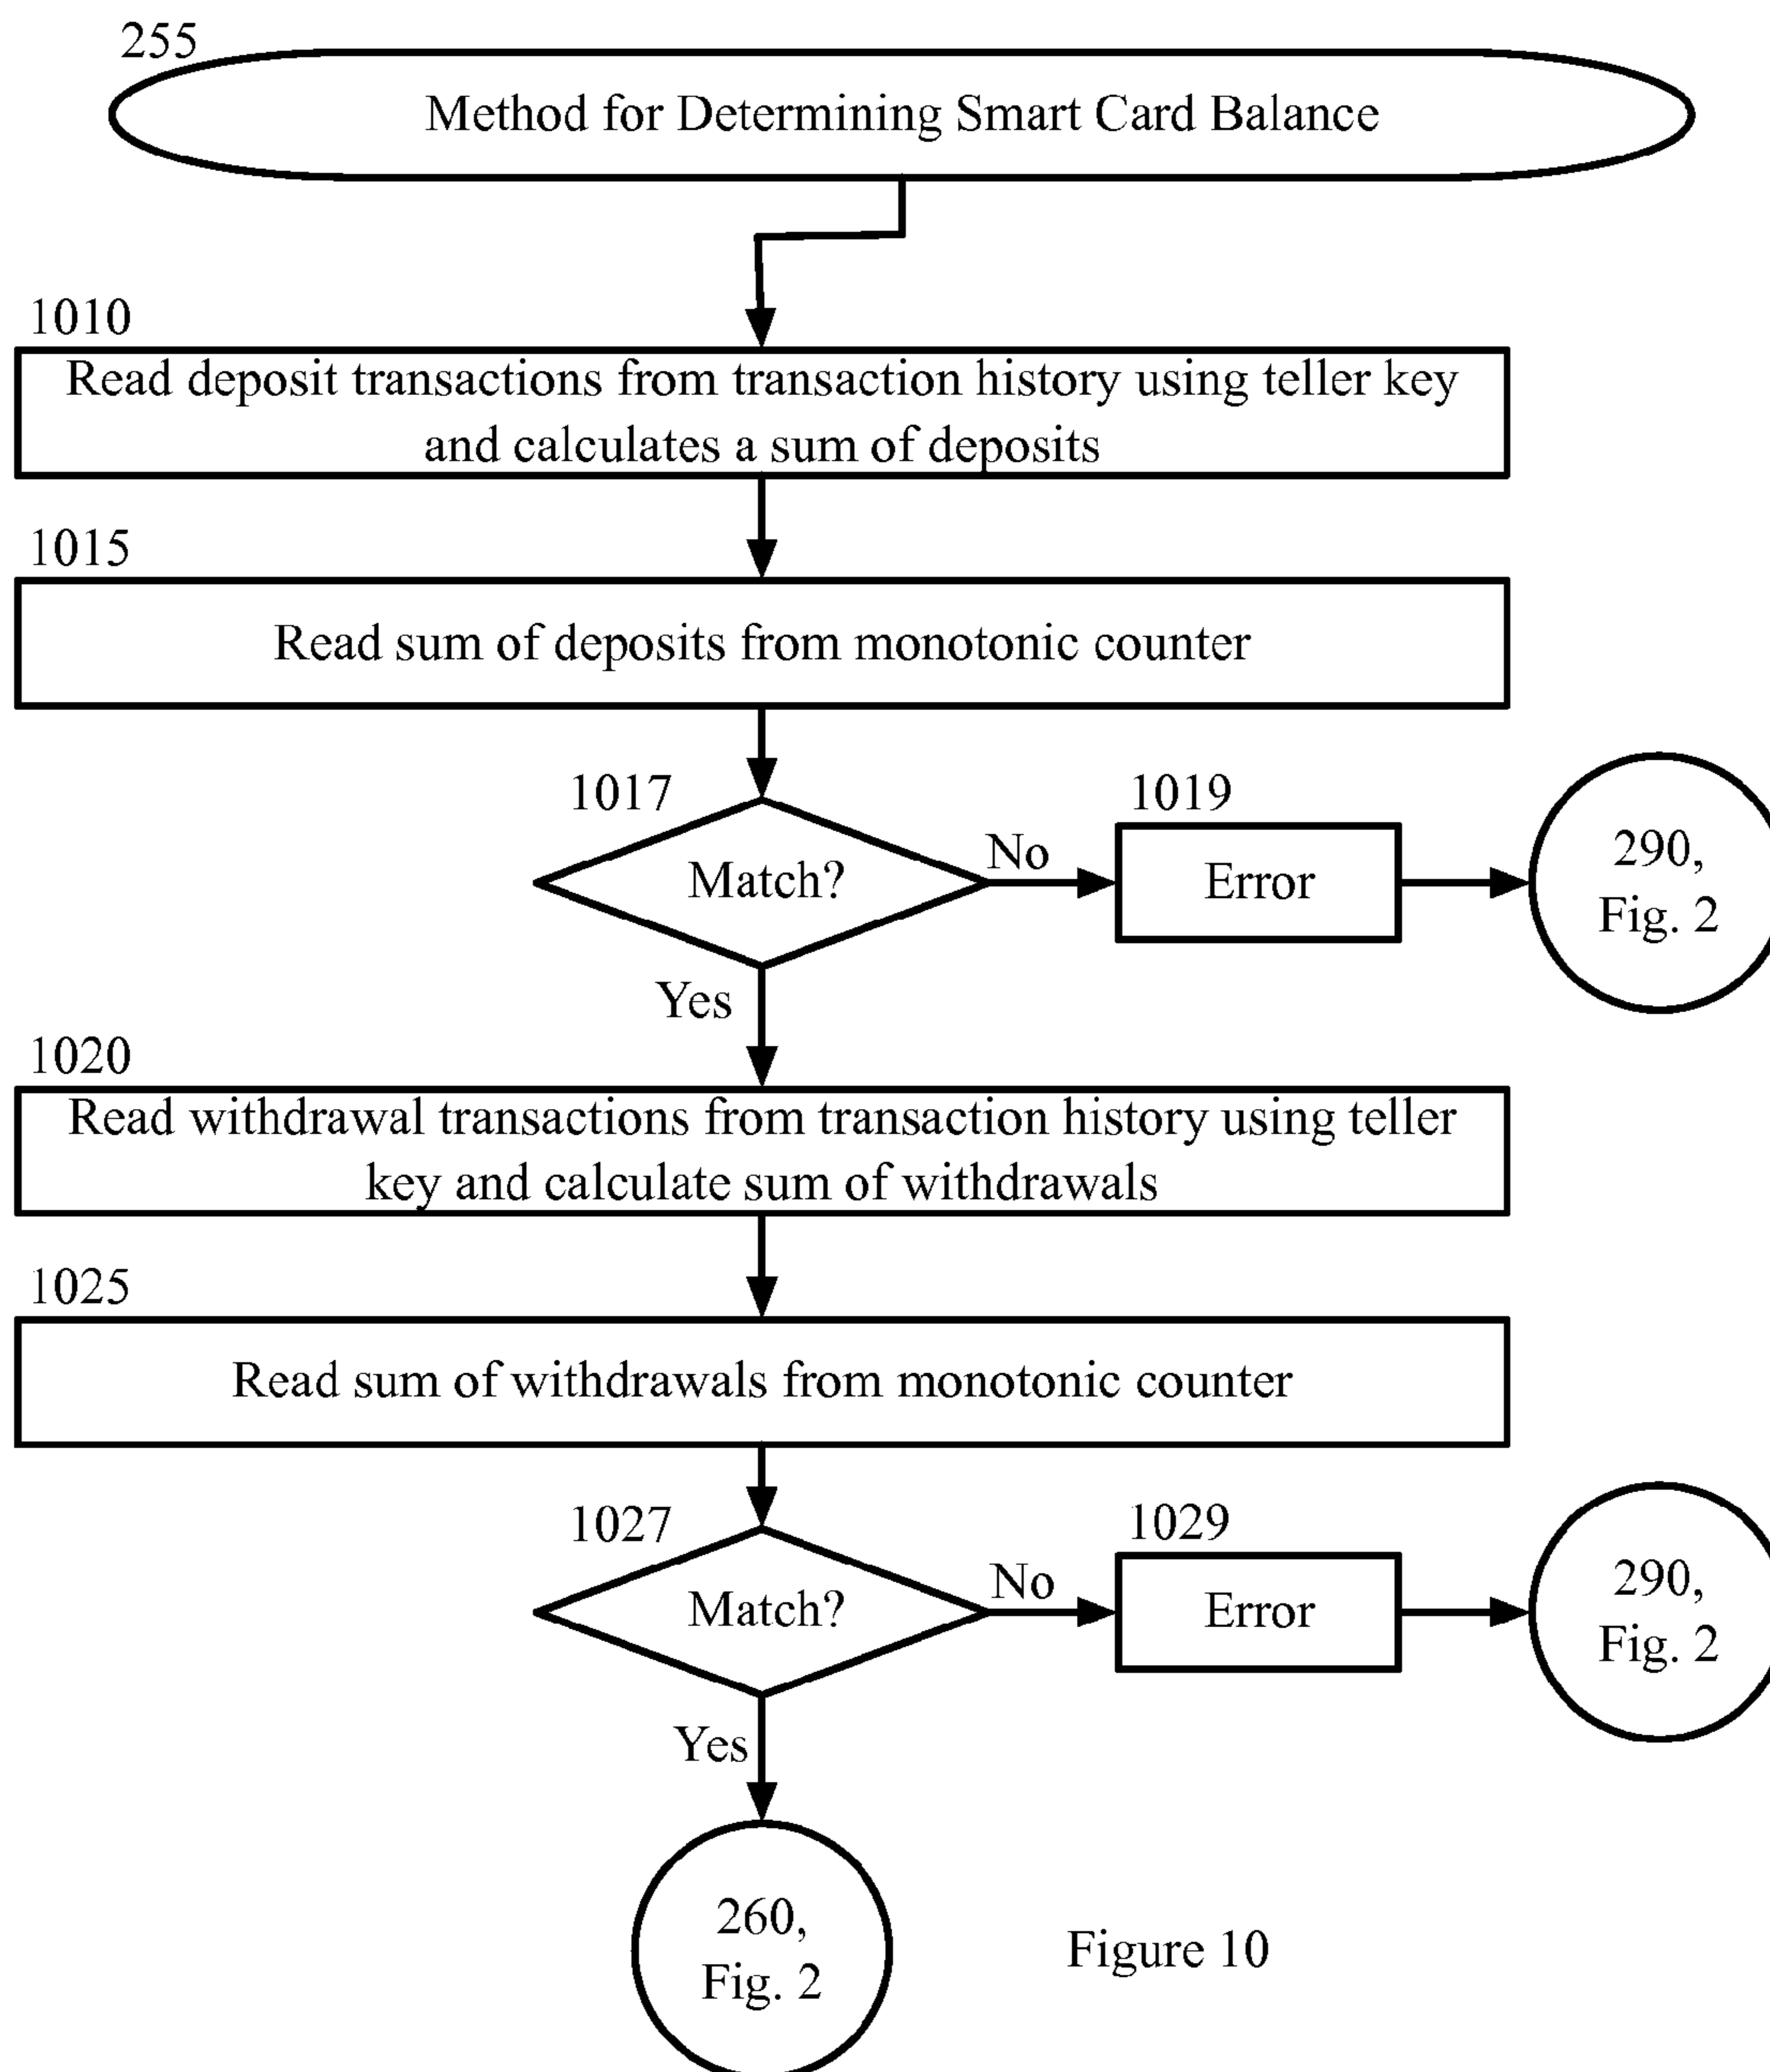 255
Method for Determining Smart Card Balance
1010
Read deposit transactions from transaction history using teller key
and calculates a sum of deposits
1015
Read sum of deposits from monotonic counter
1017
Match?
No
1019
Error
290,
Fig. 2
Yes
1020
Read withdrawal transactions from transaction history using teller
key and calculate sum of withdrawals
1025
Read sum of withdrawals from monotonic counter
1027
Match?
No
1029
Error
290,
Fig. 2
Yes
260,
Fig. 2
Figure 10